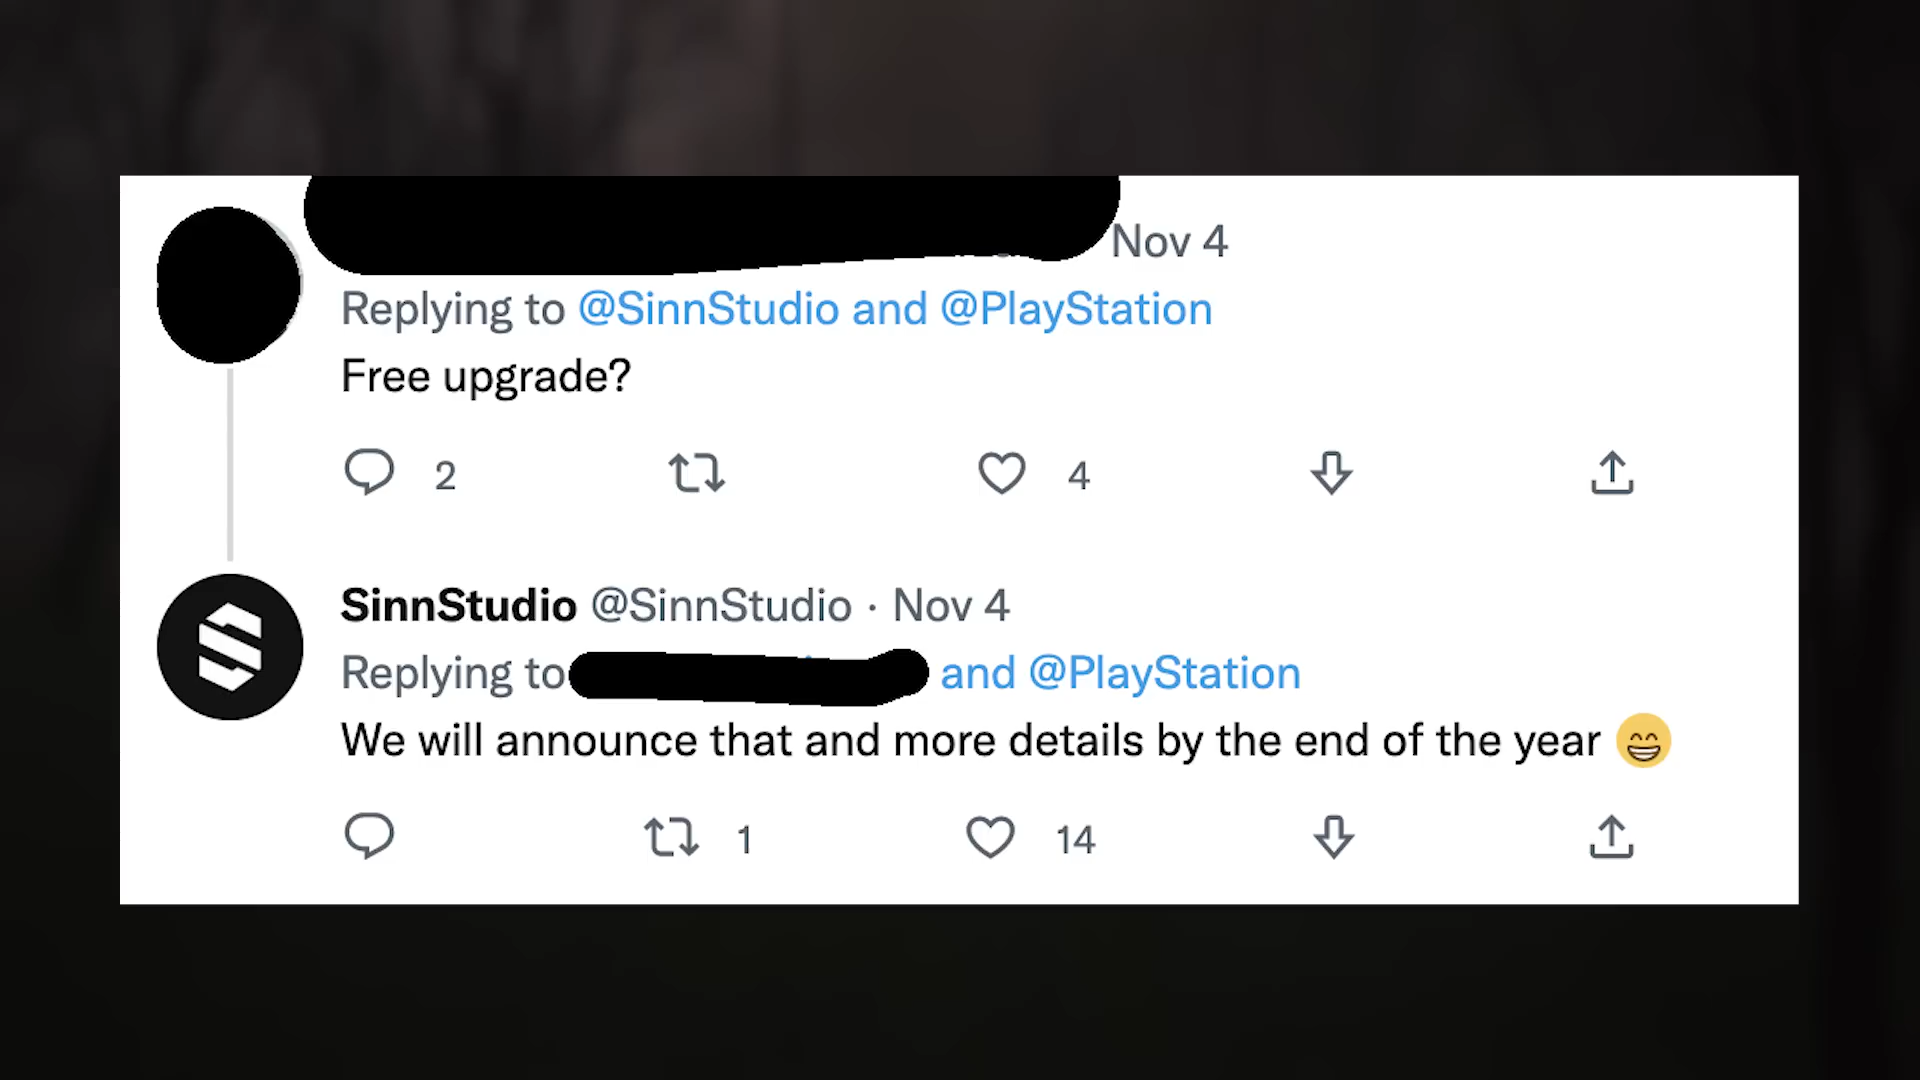 Nov 4
Replying to @SinnStudio and @PlayStation
Free upgrade?
2 4
SinnStudio @SinnStudio · Nov 4
Replying to and @PlayStation
We will announce that and more details by the end of the year 😁
1 14